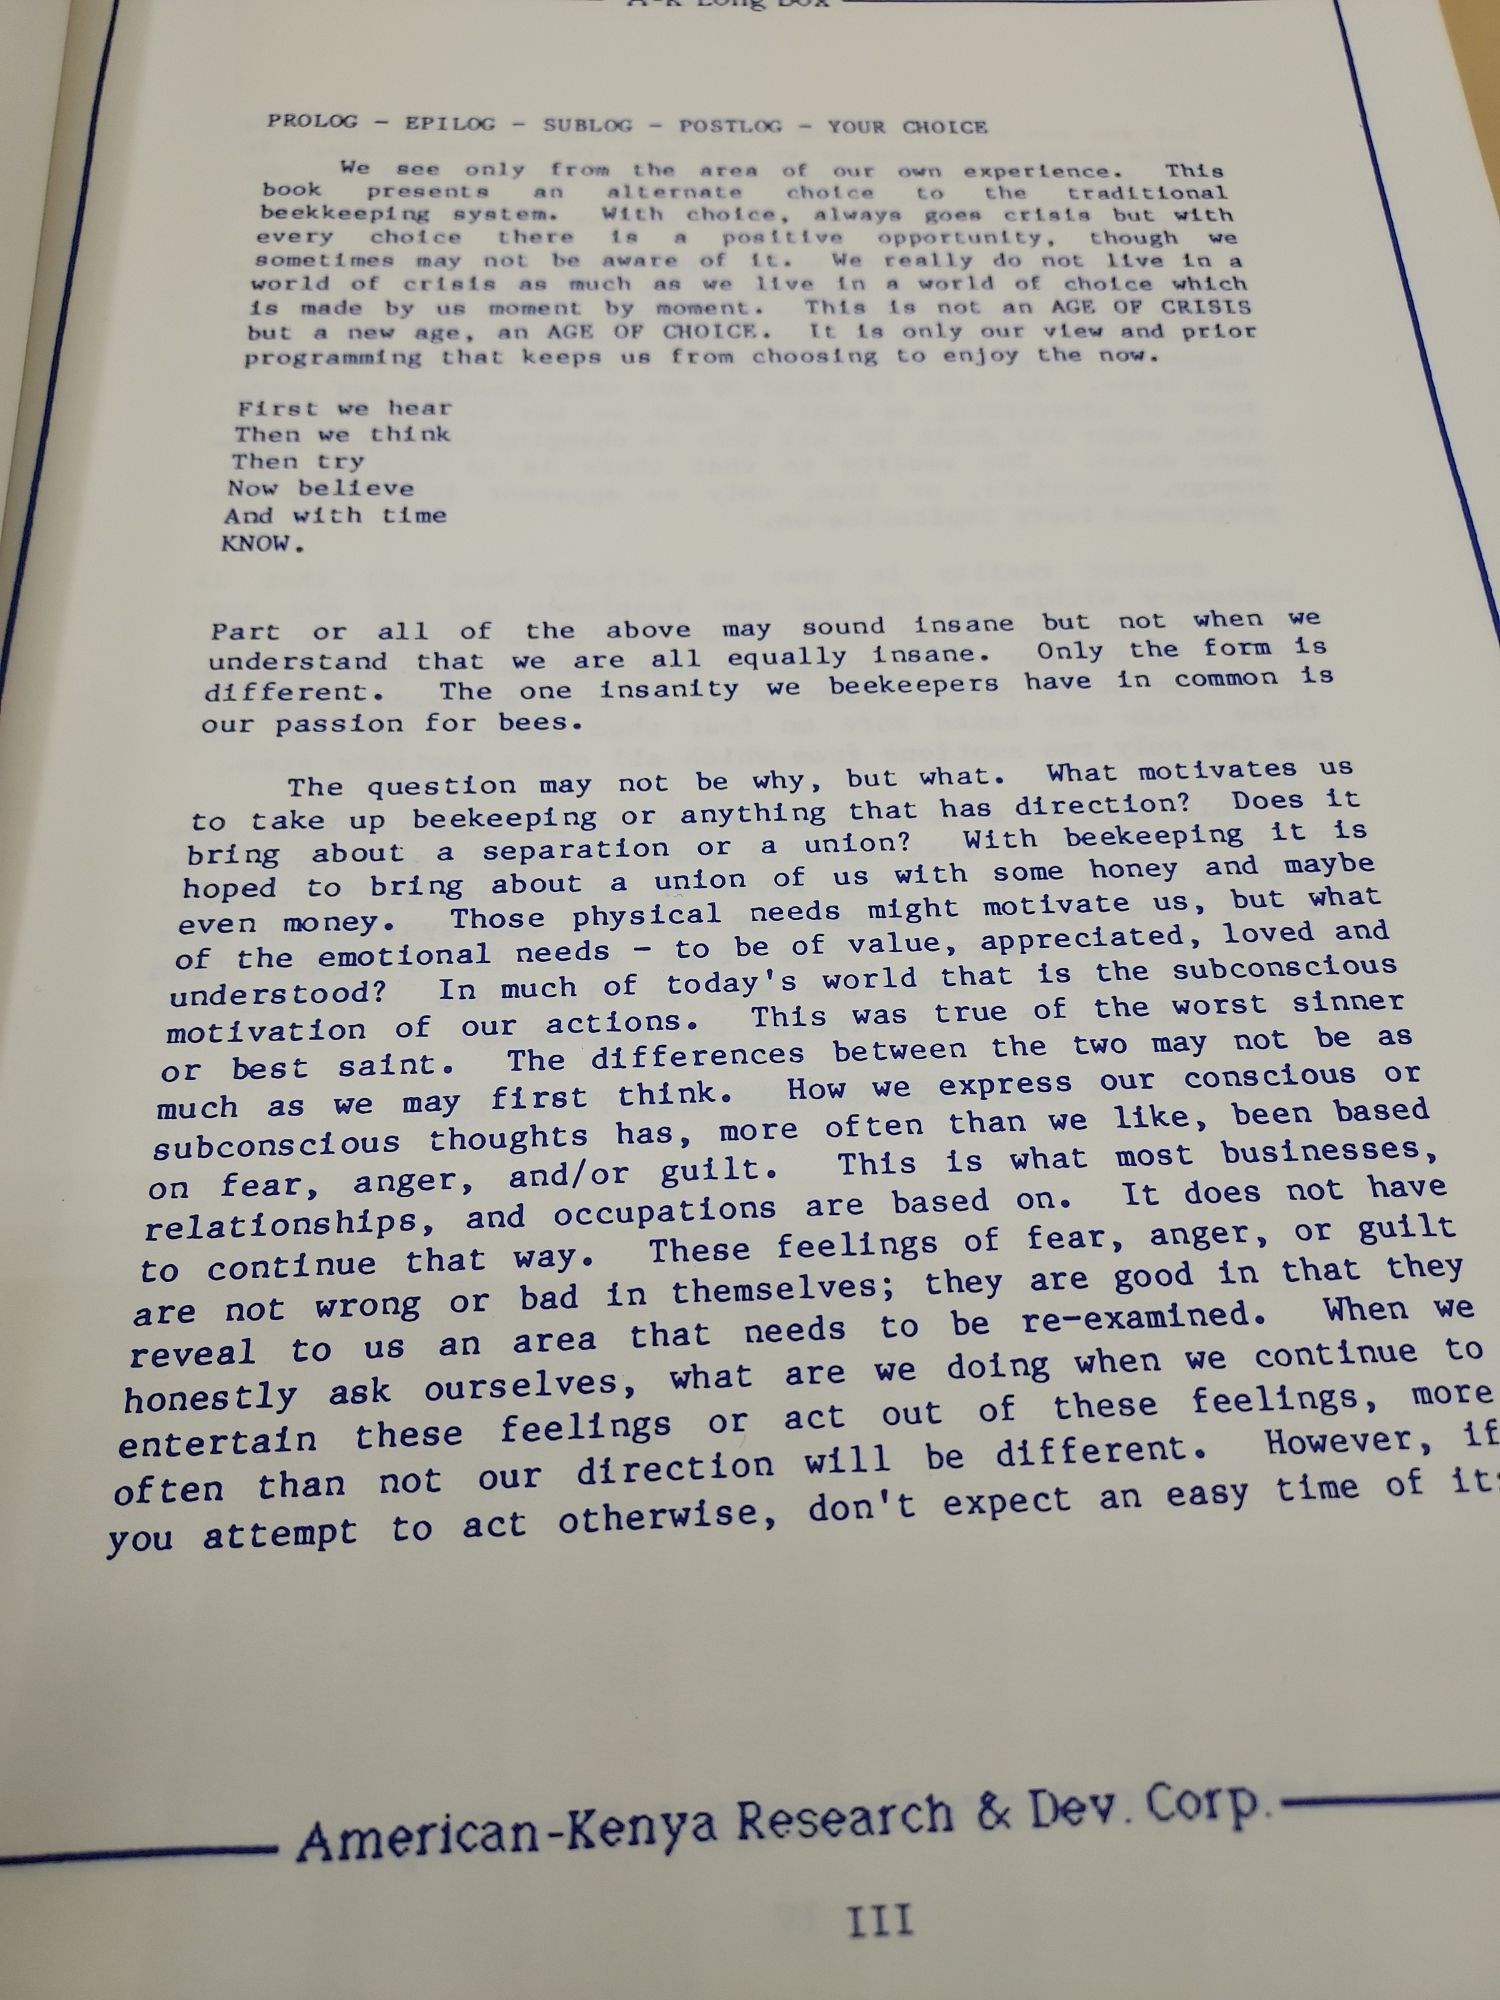 A-K Long Box
PROLOG - EPILOG - SUBLOG - POSTLOG - YOUR CHOICE
We see only from the area of our own experience. This
book presents an alternate choice to the traditional
beekkeeping system. With choice, always goes crisis but with
every choice there is a positive opportunity, though we
sometimes may not be aware of it. We really do not live in a
world of crisis as much as we live in a world of choice which
is made by us moment by moment. This is not an AGE OF CRISIS
but a new age, an AGE OF CHOICE. It is only our view and prior
programming that keeps us from choosing to enjoy the now.
First we hear
Then we think
Then try
Now believe
And with time
KNOW.
Part or all of the above may sound insane but not when we
understand that we are all equally insane. Only the form is
different. The one insanity we beekeepers have in common is
our passion for bees.
The question may not be why, but what. What motivates us
to take up beekeeping or anything that has direction? Does it
bring about a separation or a union? With beekeeping it is
hoped to bring about a union of us with some honey and maybe
even money. Those physical needs might motivate us, but what
of the emotional needs - to be of value, appreciated, loved and
understood? In much of today's world that is the subconscious
motivation of our actions. This was true of the worst sinner
or best saint. The differences between the two may not be as
much as we may first think. How we express our conscious or
subconscious thoughts has, more often than we like, been based
on fear, anger, and/or guilt. This is what most businesses,
relationships, and occupations are based on. It does not have
to continue that way. These feelings of fear, anger, or guilt
are not wrong or bad in themselves; they are good in that they
reveal to us an area that needs to be re-examined. When we
honestly ask ourselves, what are we doing when we continue to
entertain these feelings or act out of these feelings, more
often than not our direction will be different. However, if
you attempt to act otherwise, don't expect an easy time of it
American-Kenya Research & Dev. Corp.
III